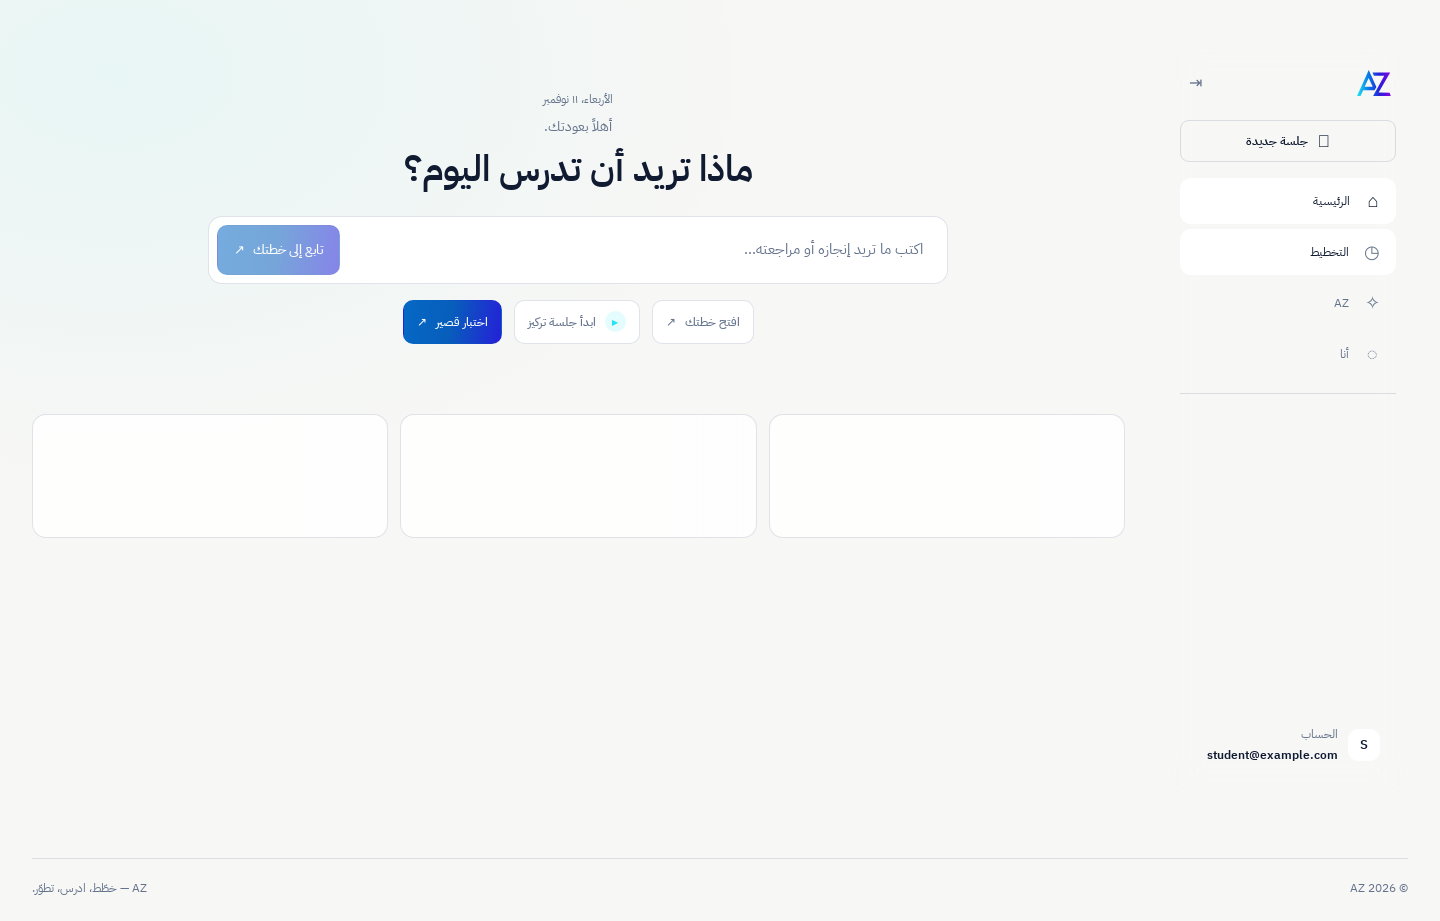 AZ
⇥
جلسة جديدة
الرئيسية
التخطيط
AZ
أنا
الحساب
S
student@example.com
الأربعاء، ١١ نوفمبر
أهلاً بعودتك.
ماذا تريد أن تدرس اليوم؟
اكتب ما تريد إنجازه أو مراجعته...
تابع إلى خطتك ↗
افتح خطتك ↗
ابدأ جلسة تركيز
اختبار قصير ↗
© 2026 AZ
AZ — خطّط، ادرس، تطوّر.